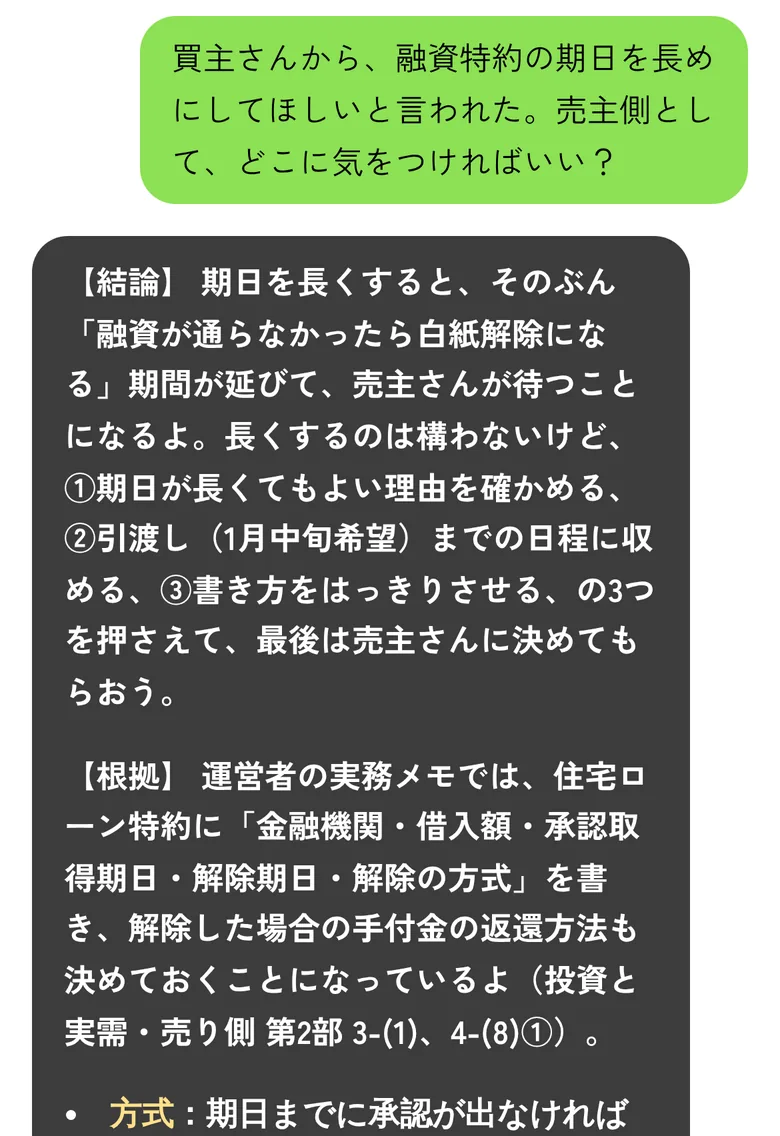 買主さんから、融資特約の期日を長め
にしてほしいと言われた。売主側とし
て、どこに気をつければいい？
【結論】 期日を長くすると、そのぶん
「融資が通らなかったら白紙解除にな
る」期間が延びて、売主さんが待つこと
になるよ。長くするのは構わないけど、
①期日が長くてもよい理由を確かめる、
②引渡し（1月中旬希望）までの日程に収
める、③書き方をはっきりさせる、の3つ
を押さえて、最後は売主さんに決めても
らおう。
【根拠】 運営者の実務メモでは、住宅ロ
ーン特約に「金融機関・借入額・承認取
得期日・解除期日・解除の方式」を書
き、解除した場合の手付金の返還方法も
決めておくことになっているよ（投資と
実需・売り側 第2部 3-(1)、4-(8)①）。
• 方式：期日までに承認が出なければ